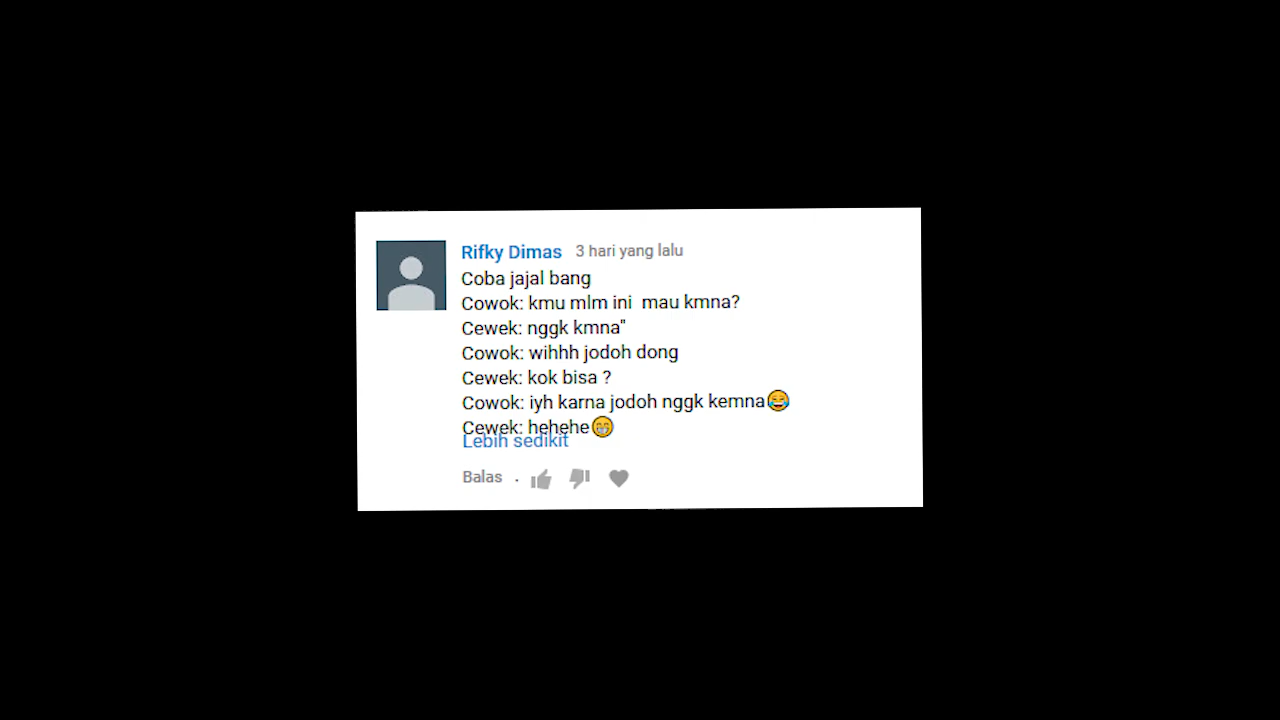 Rifky Dimas 3 hari yang lalu
Coba jajal bang
Cowok: kmu mlm ini  mau kmna?
Cewek: nggk kmna"
Cowok: wihhh jodoh dong
Cewek: kok bisa ?
Cowok: iyh karna jodoh nggk kemna😂
Cewek: hehehe😁
Lebih sedikit
Balas .